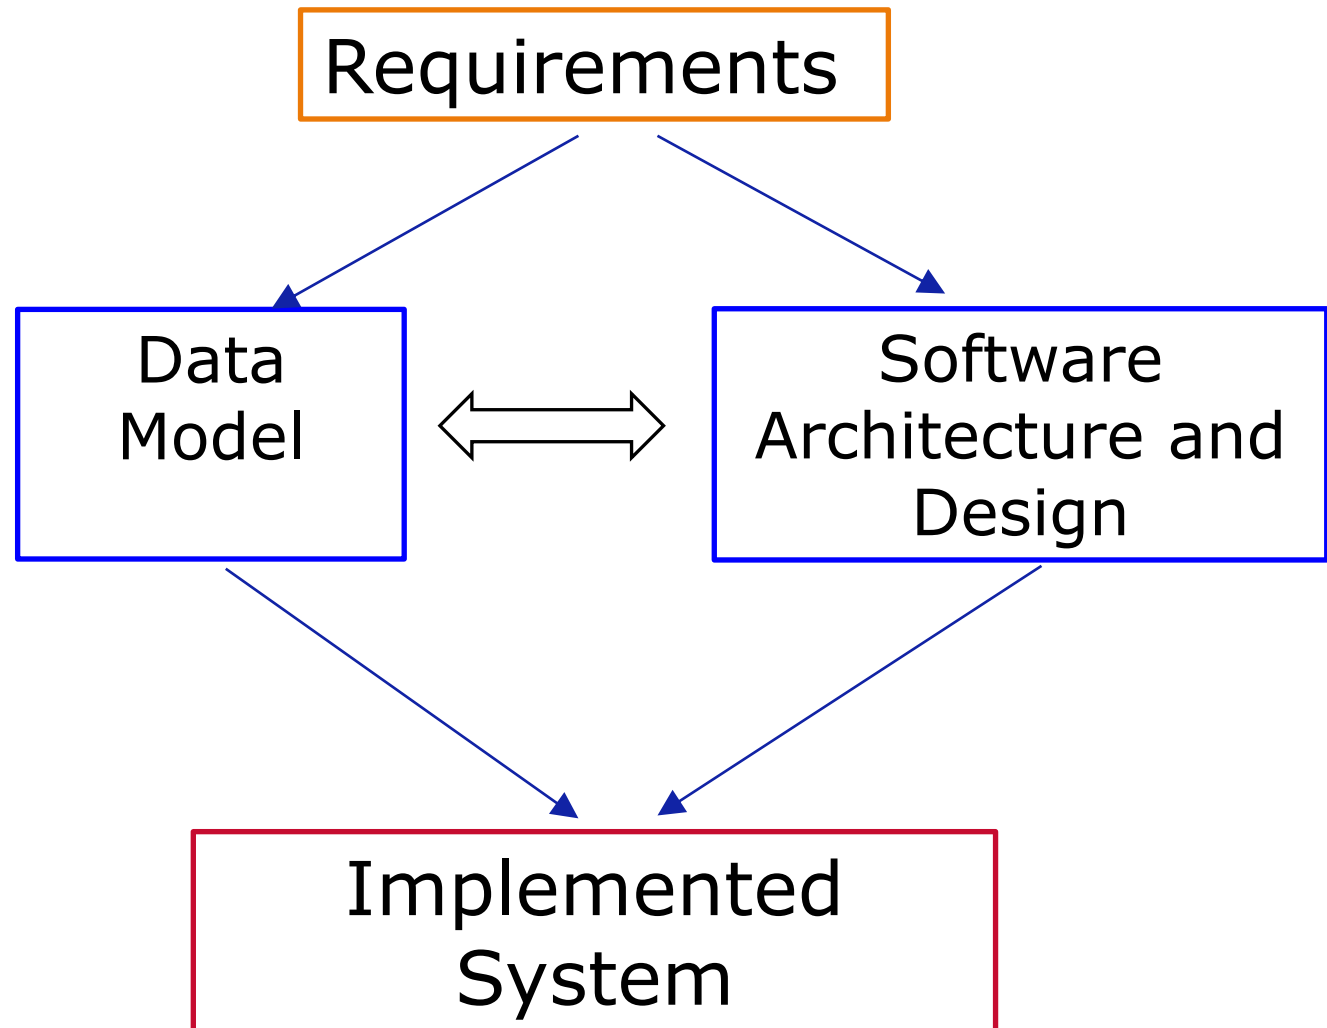 Requirements
Data
Model
Software
Architecture and
Design
Implemented
System